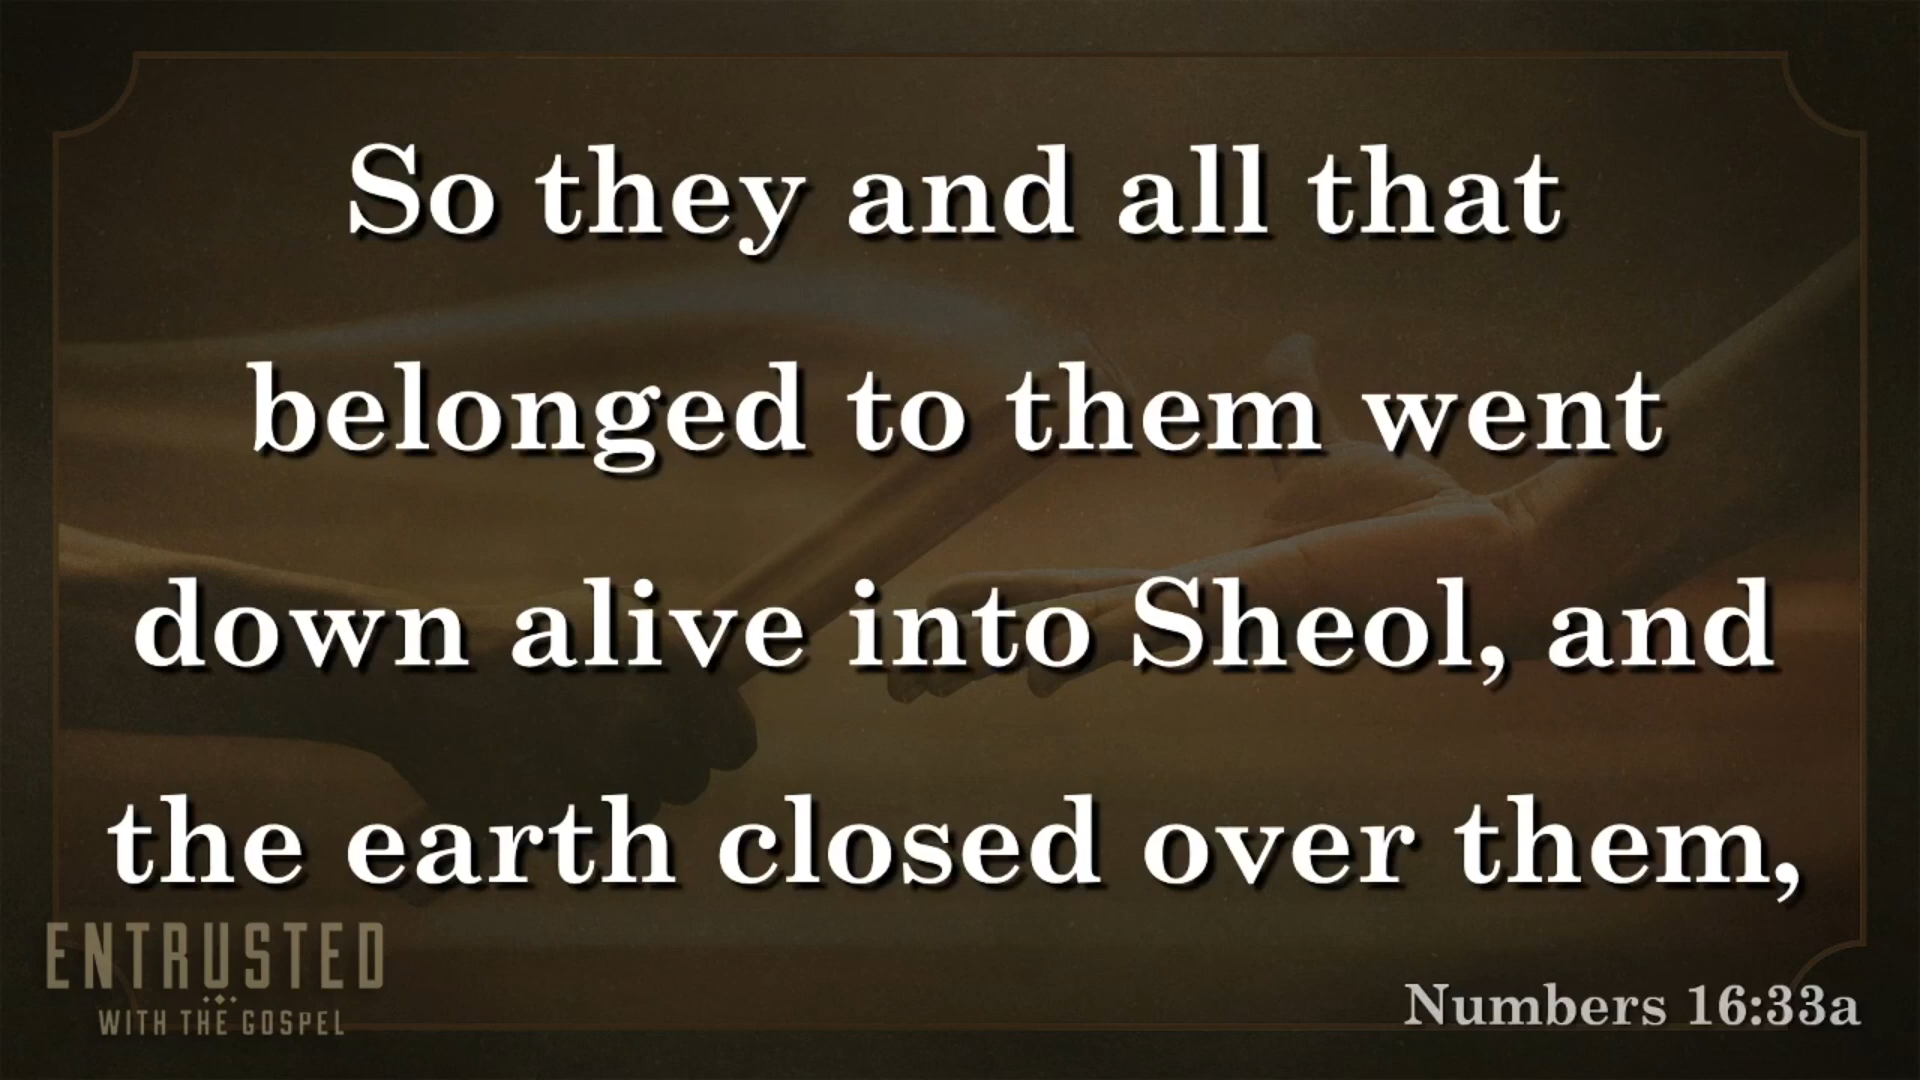 So they and all that
belonged to them went
down alive into Sheol, and
the earth closed over them,
ENTRUSTED
WITH THE GOSPEL
Numbers 16:33a